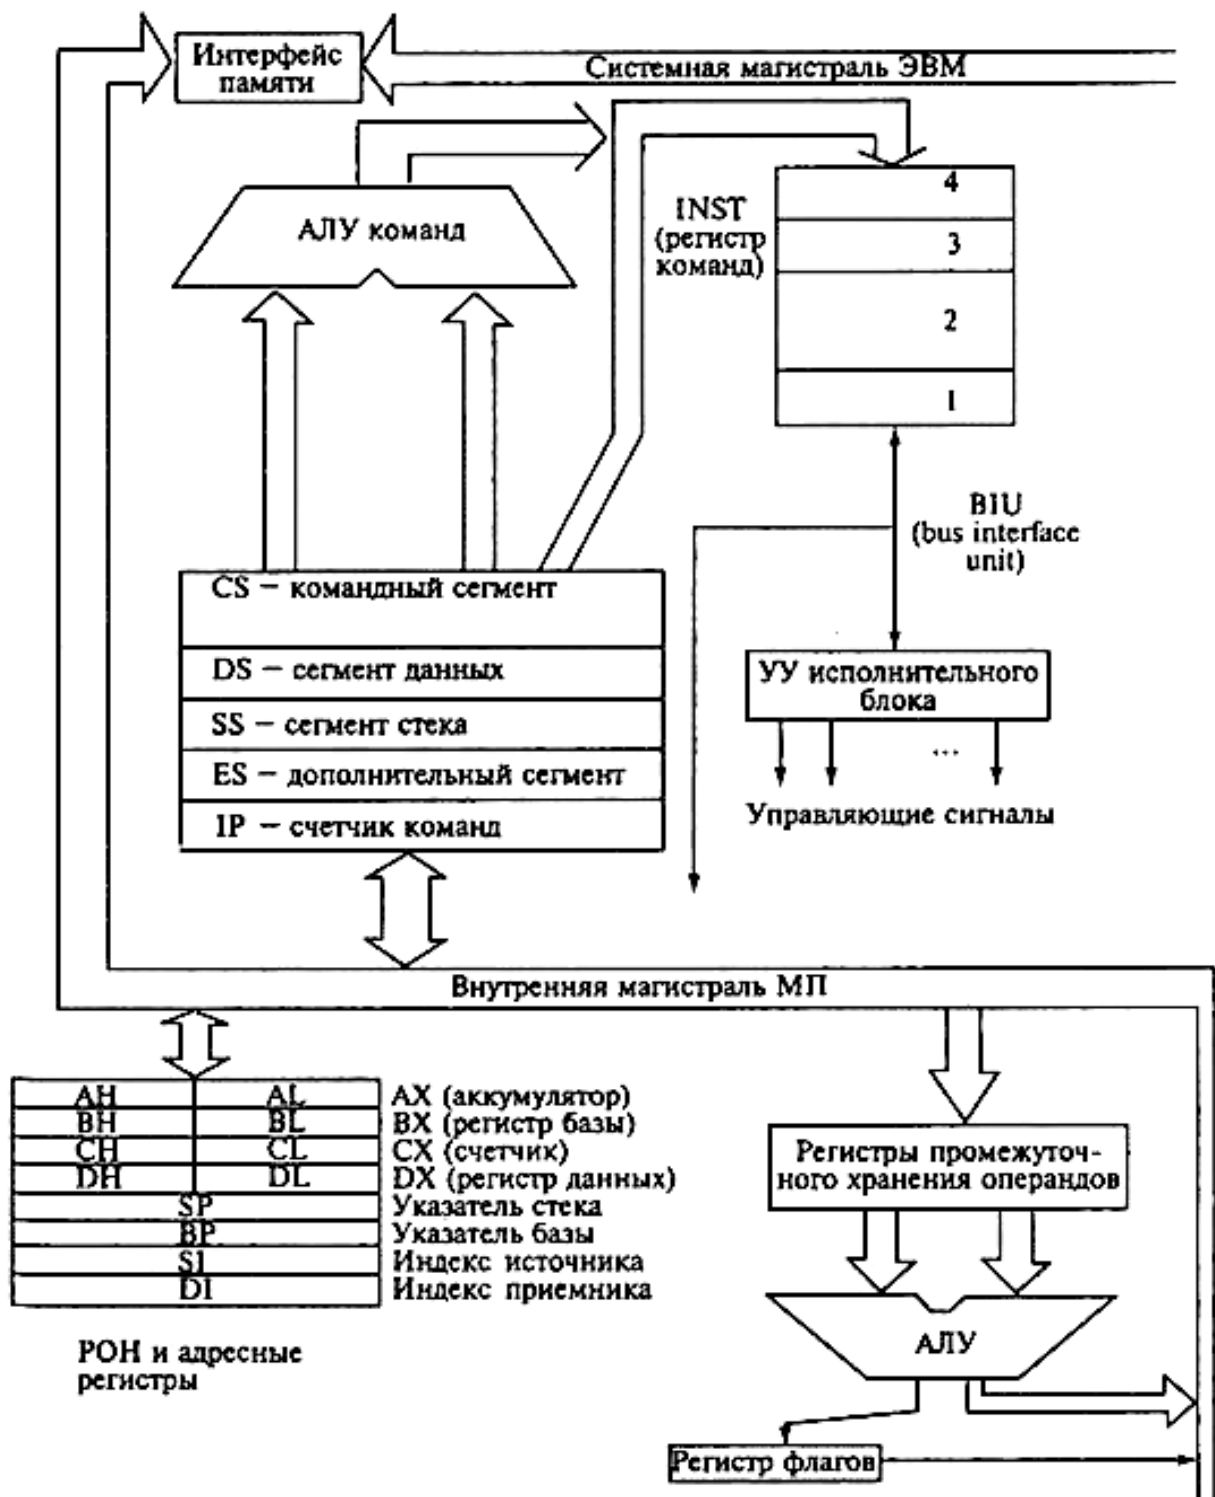 Интерфейс
памяти
Системная магистраль ЭВМ
АЛУ команд
INST
(регистр
команд)
4
3
2
1
BIU
(bus interface
unit)
CS – командный сегмент
DS – сегмент данных
SS – сегмент стека
ES – дополнительный сегмент
IP – счетчик команд
УУ исполнительного
блока
...
Управляющие сигналы
Внутренняя магистраль МП
AH AL AX (аккумулятор)
BH BL BX (регистр базы)
CH CL CX (счетчик)
DH DL DX (регистр данных)
SP Указатель стека
BP Указатель базы
SI Индекс источника
DI Индекс приемника
РОН и адресные
регистры
Регистры промежуточ-
ного хранения операндов
АЛУ
Регистр флагов